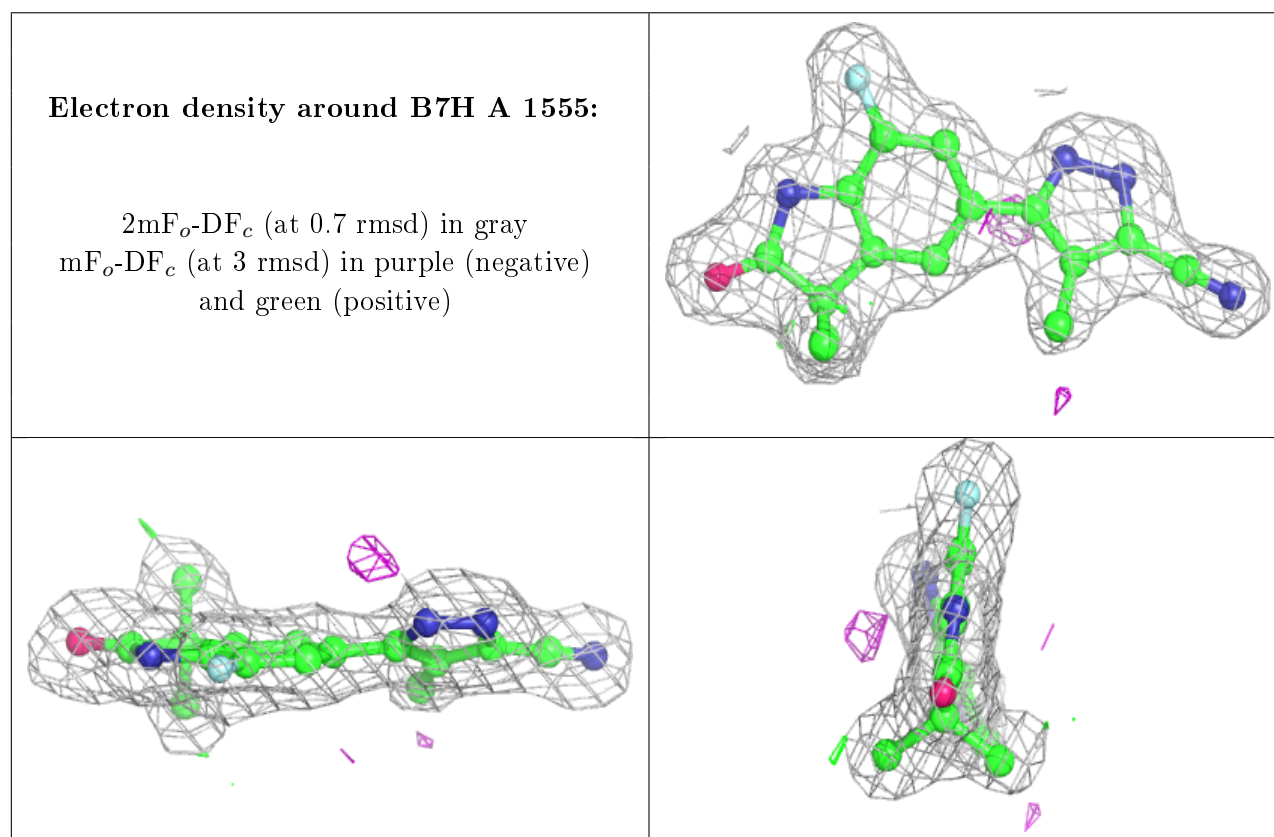 Electron density around B7H A 1555:
2mFo-DFc (at 0.7 rmsd) in gray
mFo-DFc (at 3 rmsd) in purple (negative)
and green (positive)